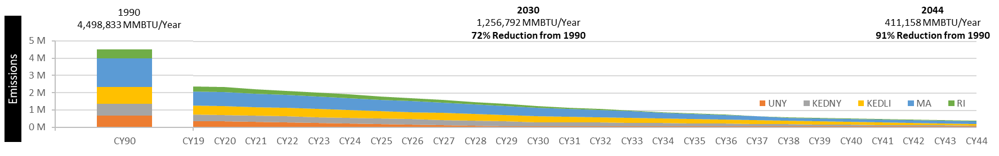 1990
4,498,833 MMBTU/Year
2030
1,256,792 MMBTU/Year
72% Reduction from 1990
2044
411,158 MMBTU/Year
91% Reduction from 1990
Emissions
5 M
4 M
3 M
2 M
1 M
0 M
UNY KEDNY KEDLI MA RI
CY90 CY19 CY20 CY21 CY22 CY23 CY24 CY25 CY26 CY27 CY28 CY29 CY30 CY31 CY32 CY33 CY34 CY35 CY36 CY37 CY38 CY39 CY40 CY41 CY42 CY43 CY44